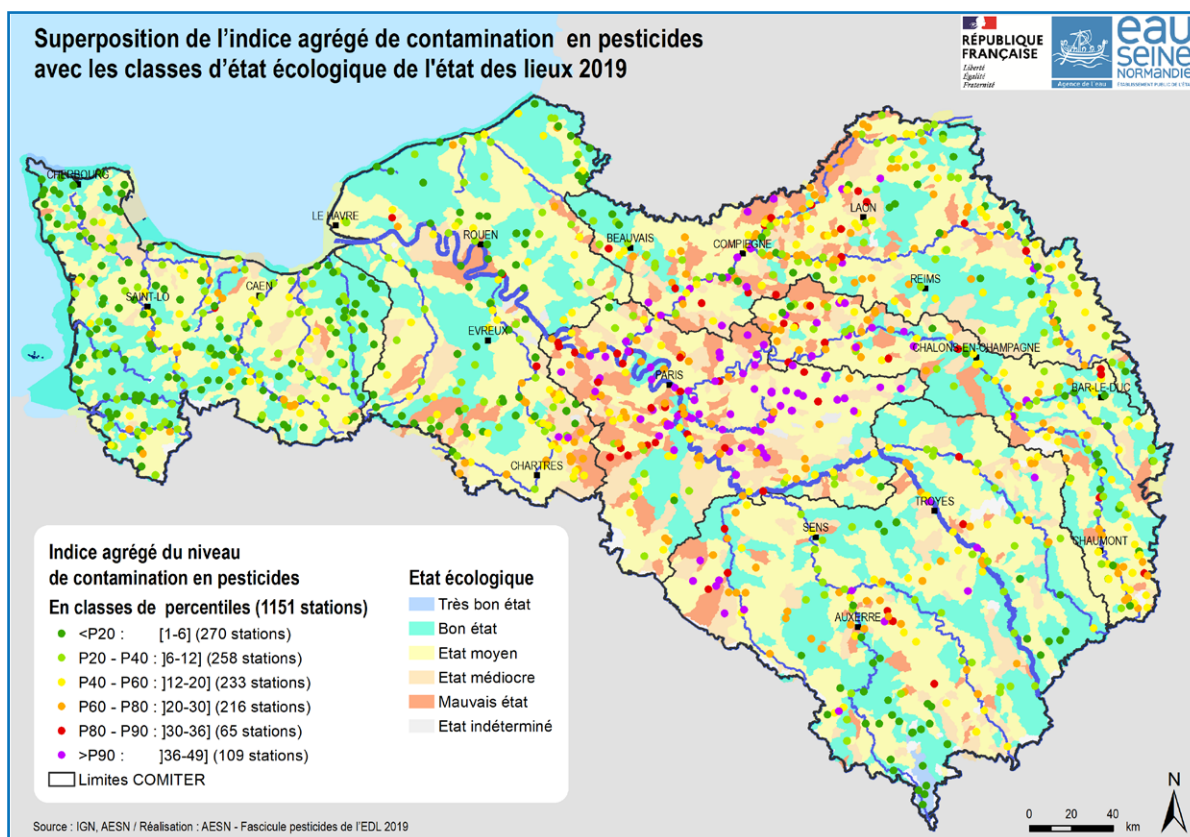 Superposition de l’indice agrégé de contamination en pesticides
avec les classes d’état écologique de l'état des lieux 2019
RÉPUBLIQUE
FRANÇAISE
Liberté
Égalité
Fraternité
Agence de l'eau
eau
SEINE
NORMANDIE
CHERBOURG
LE HAVRE
ROUEN
BEAUVAIS
COMPIEGNE
LAON
REIMS
SAINT-LO
CAEN
EVREUX
PARIS
CHALONS-EN-CHAMPAGNE
BAR-LE-DUC
CHARTRES
SENS
TROYES
CHAUMONT
AUXERRE
Indice agrégé du niveau
de contamination en pesticides
En classes de percentiles (1151 stations)
<P20 : [1-6] (270 stations)
P20 - P40 : ]6-12] (258 stations)
P40 - P60 : ]12-20] (233 stations)
P60 - P80 : ]20-30] (216 stations)
P80 - P90 : ]30-36] (65 stations)
>P90 : ]36-49] (109 stations)
Limites COMITER
Etat écologique
Très bon état
Bon état
Etat moyen
Etat médiocre
Mauvais état
Etat indéterminé
N
0 20 40
km
Source : IGN, AESN / Réalisation : AESN - Fascicule pesticides de l'EDL 2019